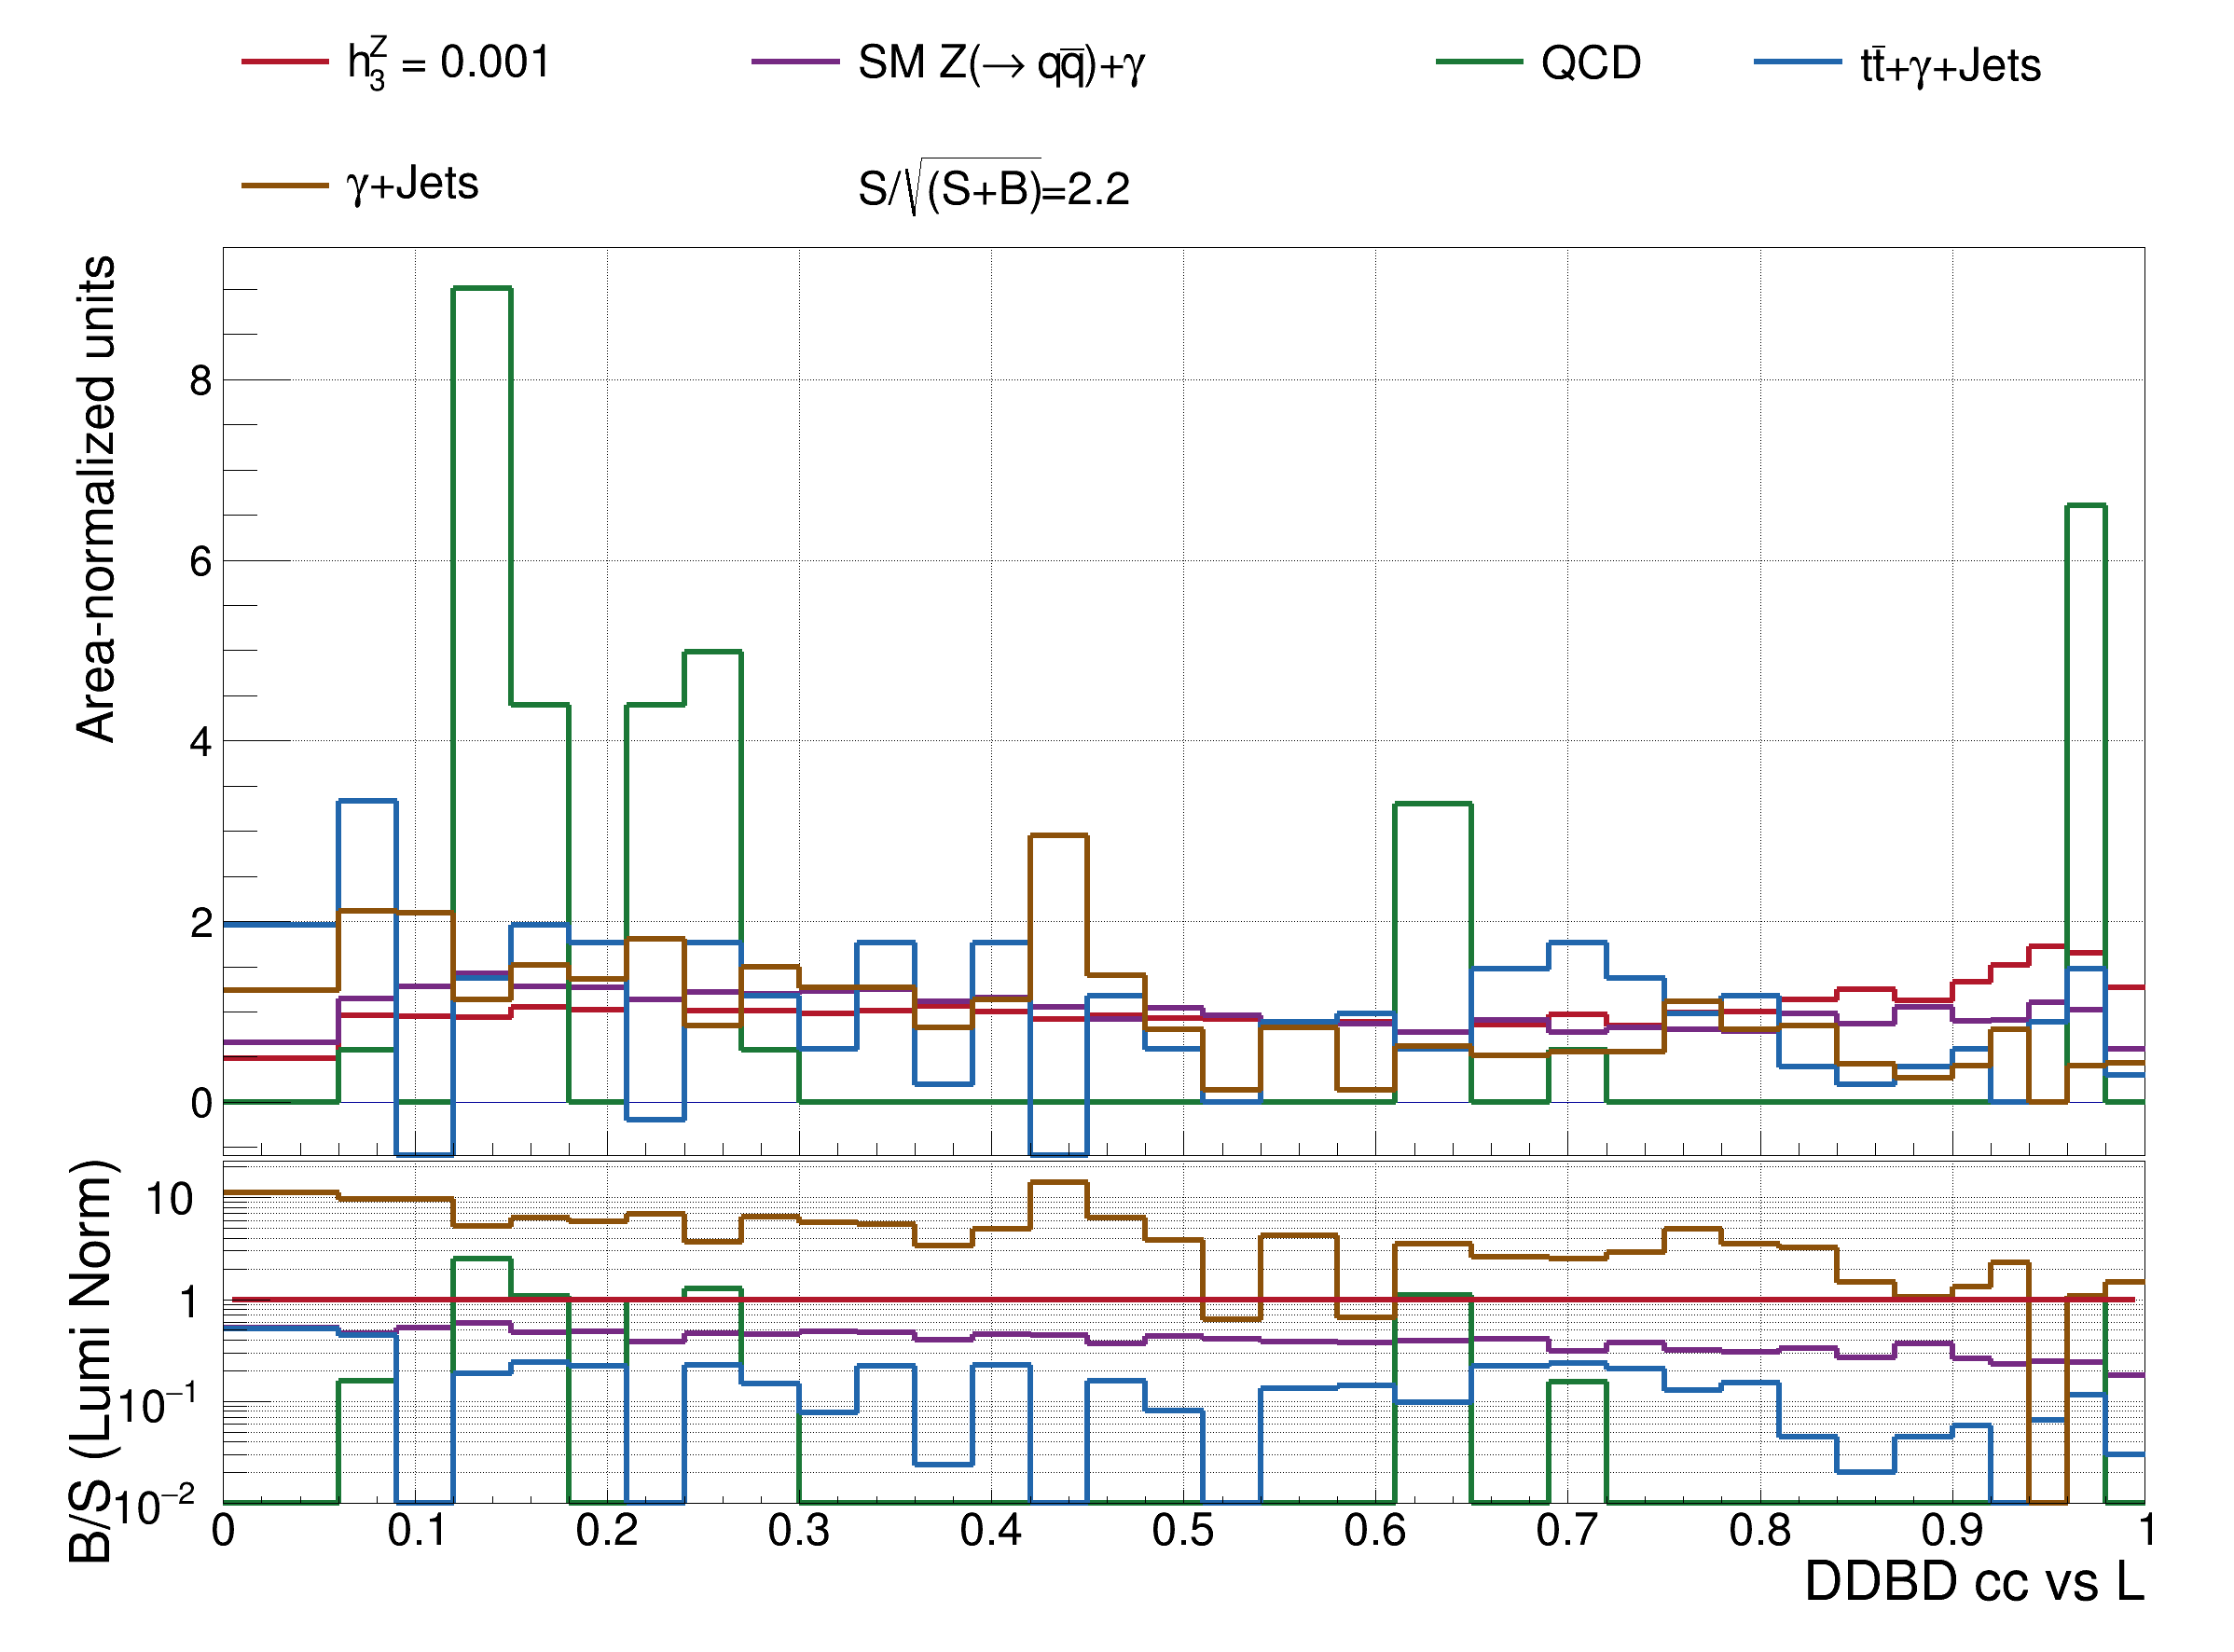 h₃ᶻ = 0.001 SM Z(→ qq̅)+γ QCD tt̅+γ+Jets
γ+Jets S/√(S+B)=2.2
Area-normalized units
8
6
4
2
0
B/S (Lumi Norm)
10
1
10⁻¹
10⁻²
0 0.1 0.2 0.3 0.4 0.5 0.6 0.7 0.8 0.9 1
DDBD cc vs L